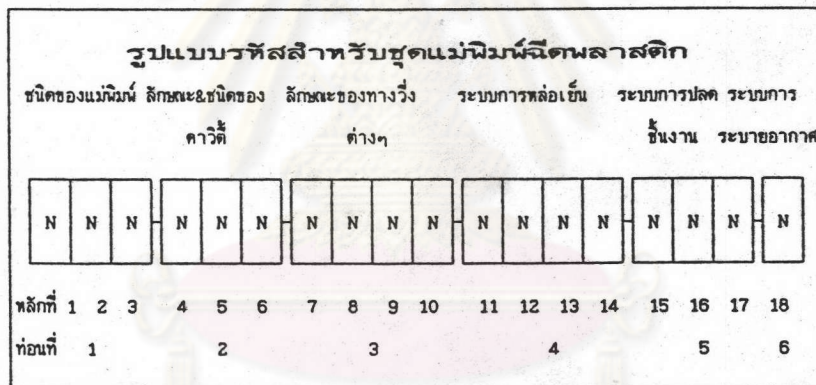 รูปแบบรหัสสำหรับชุดแม่พิมพ์ฉีดพลาสติก
ชนิดของแม่พิมพ์ ลักษณะ&ชนิดของ ลักษณะของทางวิ่ง ระบบการหล่อเย็น ระบบการปลด ระบบการ
คาวิตี้ ต่างๆ ชิ้นงาน ระบายอากาศ
N N N - N N N - N N N N - N N N N - N N N - N
หลักที่ 1 2 3 4 5 6 7 8 9 10 11 12 13 14 15 16 17 18
ท่อนที่ 1 2 3 4 5 6